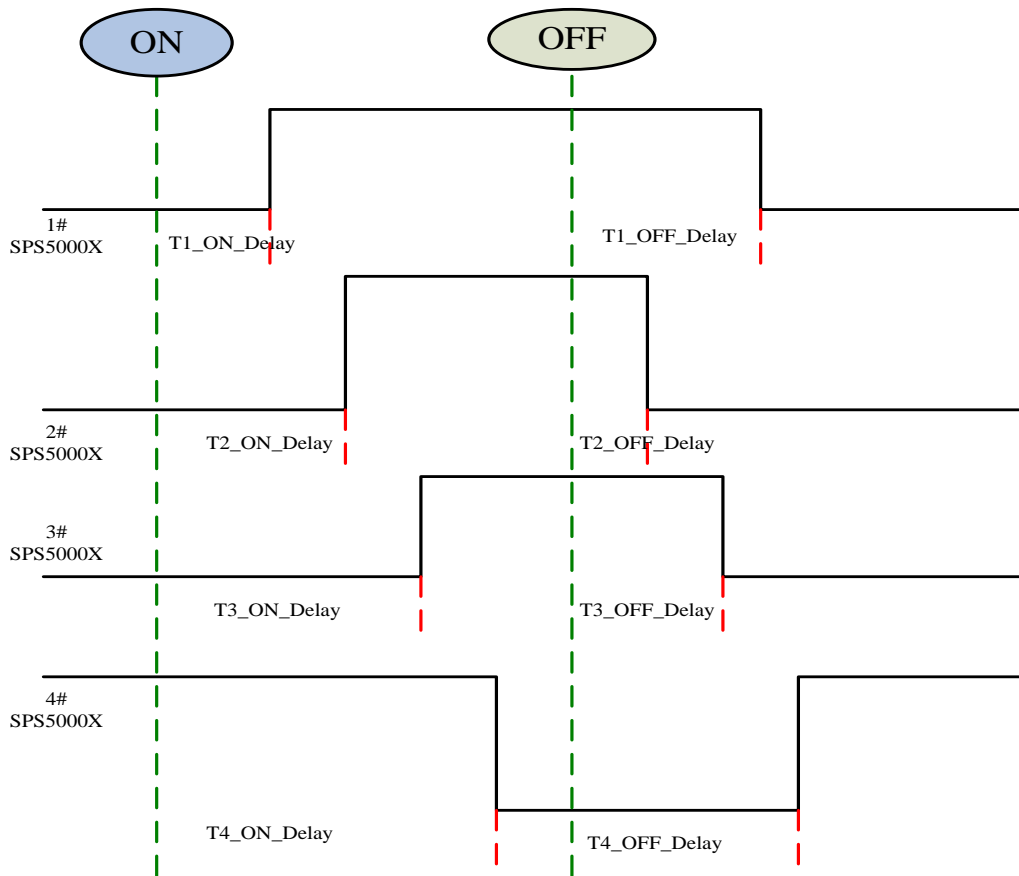 ON
OFF
1#
SPS5000X
T1_ON_Delay
T1_OFF_Delay
2#
SPS5000X
T2_ON_Delay
T2_OFF_Delay
3#
SPS5000X
T3_ON_Delay
T3_OFF_Delay
4#
SPS5000X
T4_ON_Delay
T4_OFF_Delay